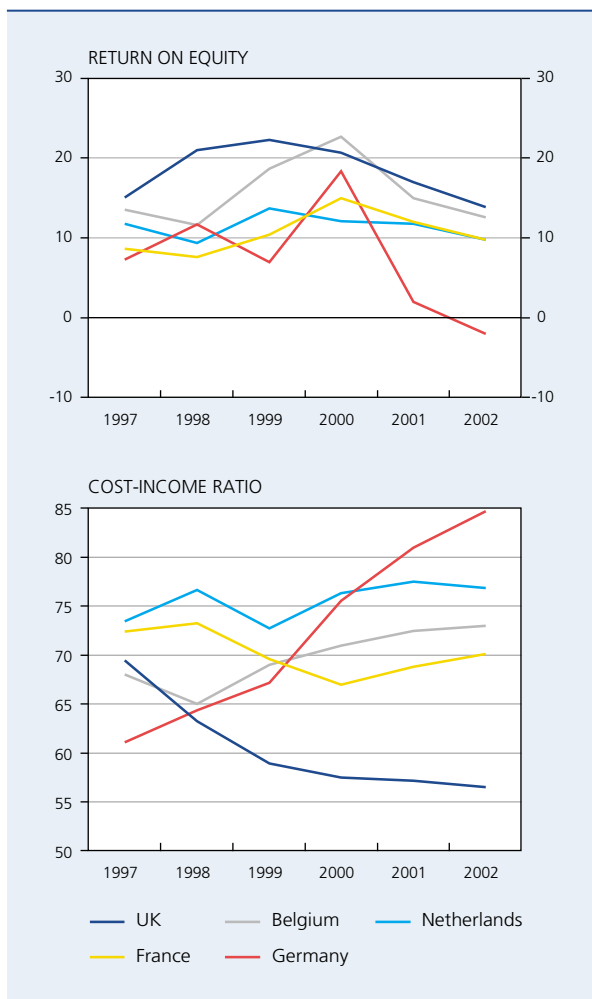 RETURN ON EQUITY
30 30
20 20
10 10
0 0
-10 -10
1997 1998 1999 2000 2001 2002
COST-INCOME RATIO
85
80
75
70
65
60
55
50
1997 1998 1999 2000 2001 2002
UK Belgium Netherlands
France Germany